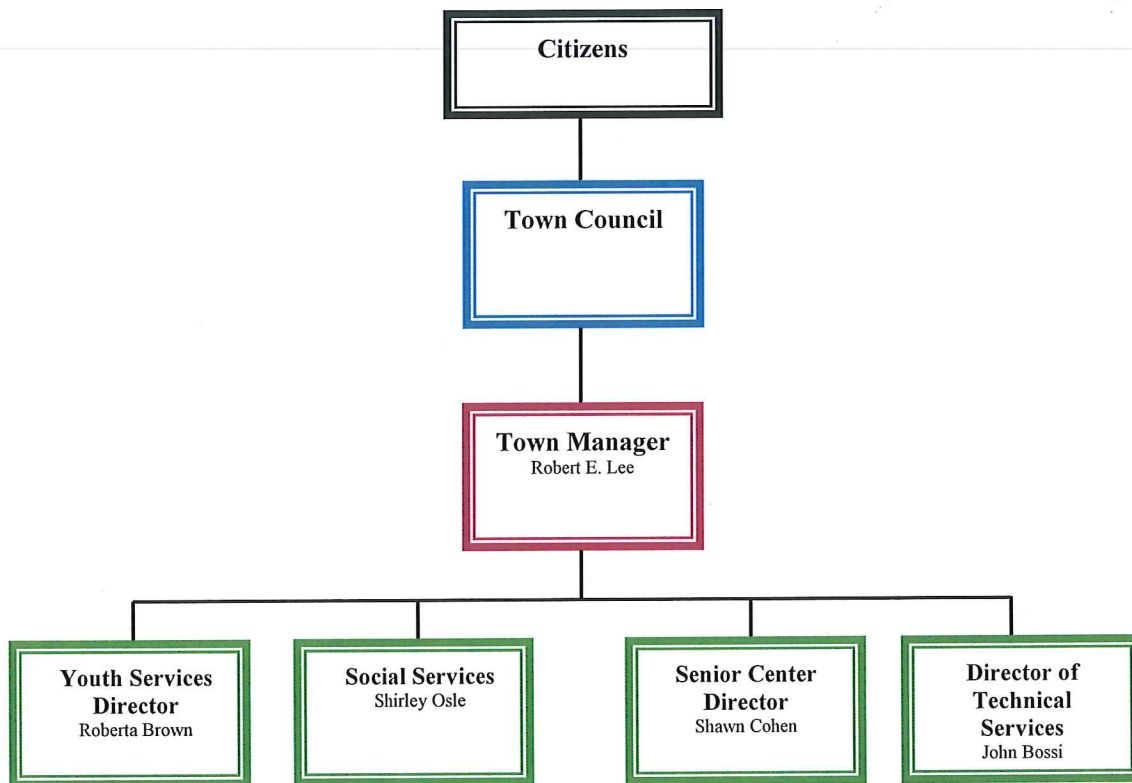 Citizens
Town Council
Town Manager
Robert E. Lee
Youth Services
Director
Roberta Brown
Social Services
Shirley Osle
Senior Center
Director
Shawn Cohen
Director of
Technical
Services
John Bossi